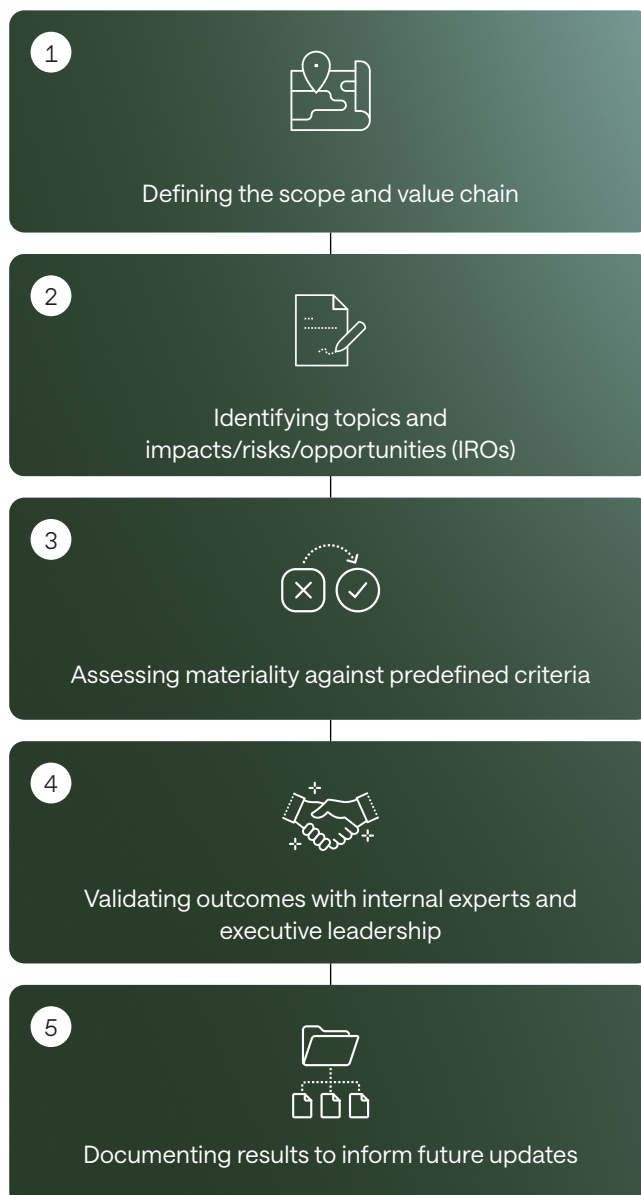 1
Defining the scope and value chain
2
Identifying topics and
impacts/risks/opportunities (IROs)
3
Assessing materiality against predefined criteria
4
Validating outcomes with internal experts and
executive leadership
5
Documenting results to inform future updates